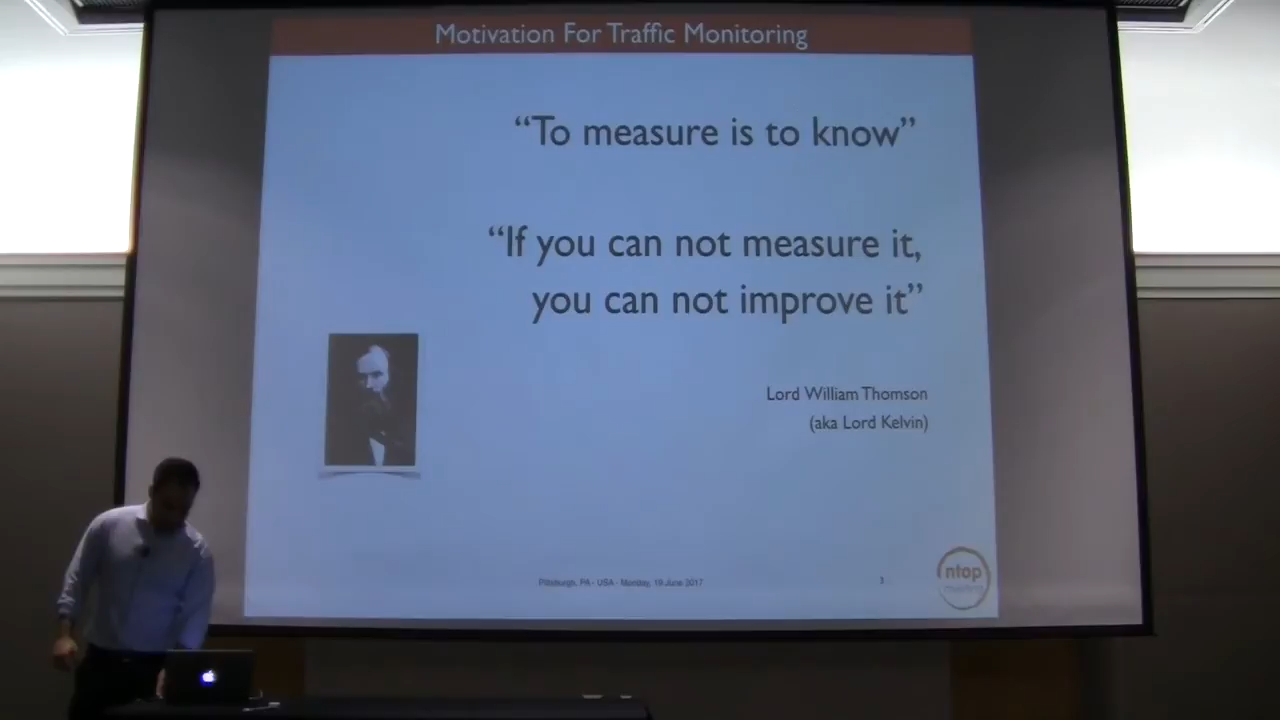 Motivation For Traffic Monitoring
“To measure is to know”
“If you can not measure it,
you can not improve it”
Lord William Thomson
(aka Lord Kelvin)
Pittsburgh, PA - USA - Monday, 19 June 2017
3
ntop